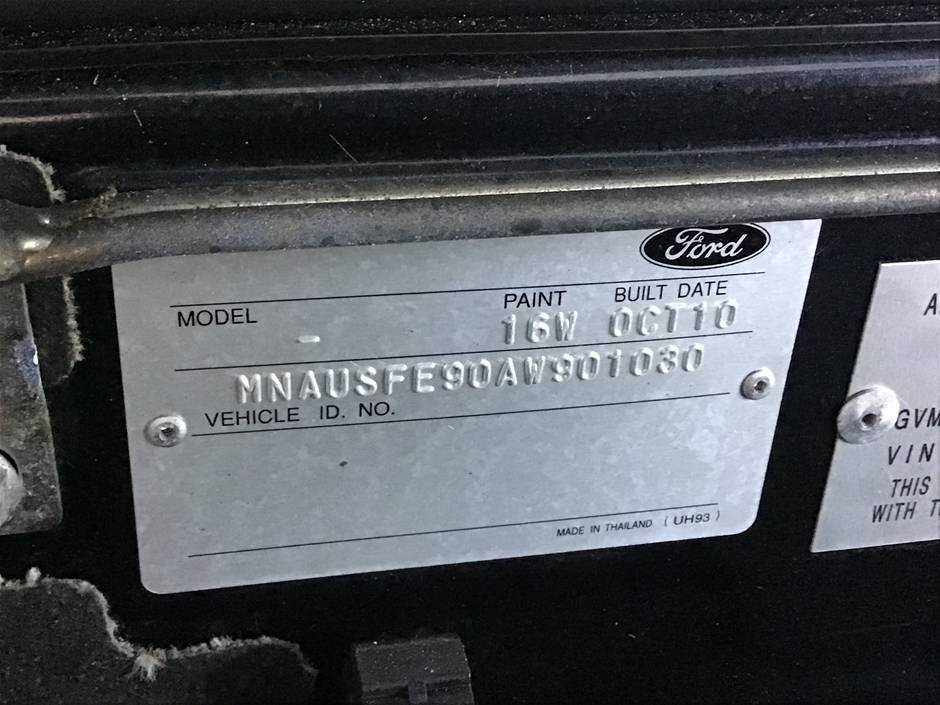 Ford
MODEL PAINT BUILT DATE
- 16W OCT10
MNAUSFE90AW901030
VEHICLE ID. NO.
MADE IN THAILAND ( UH93 )
GVM
VIN
THIS
WITH